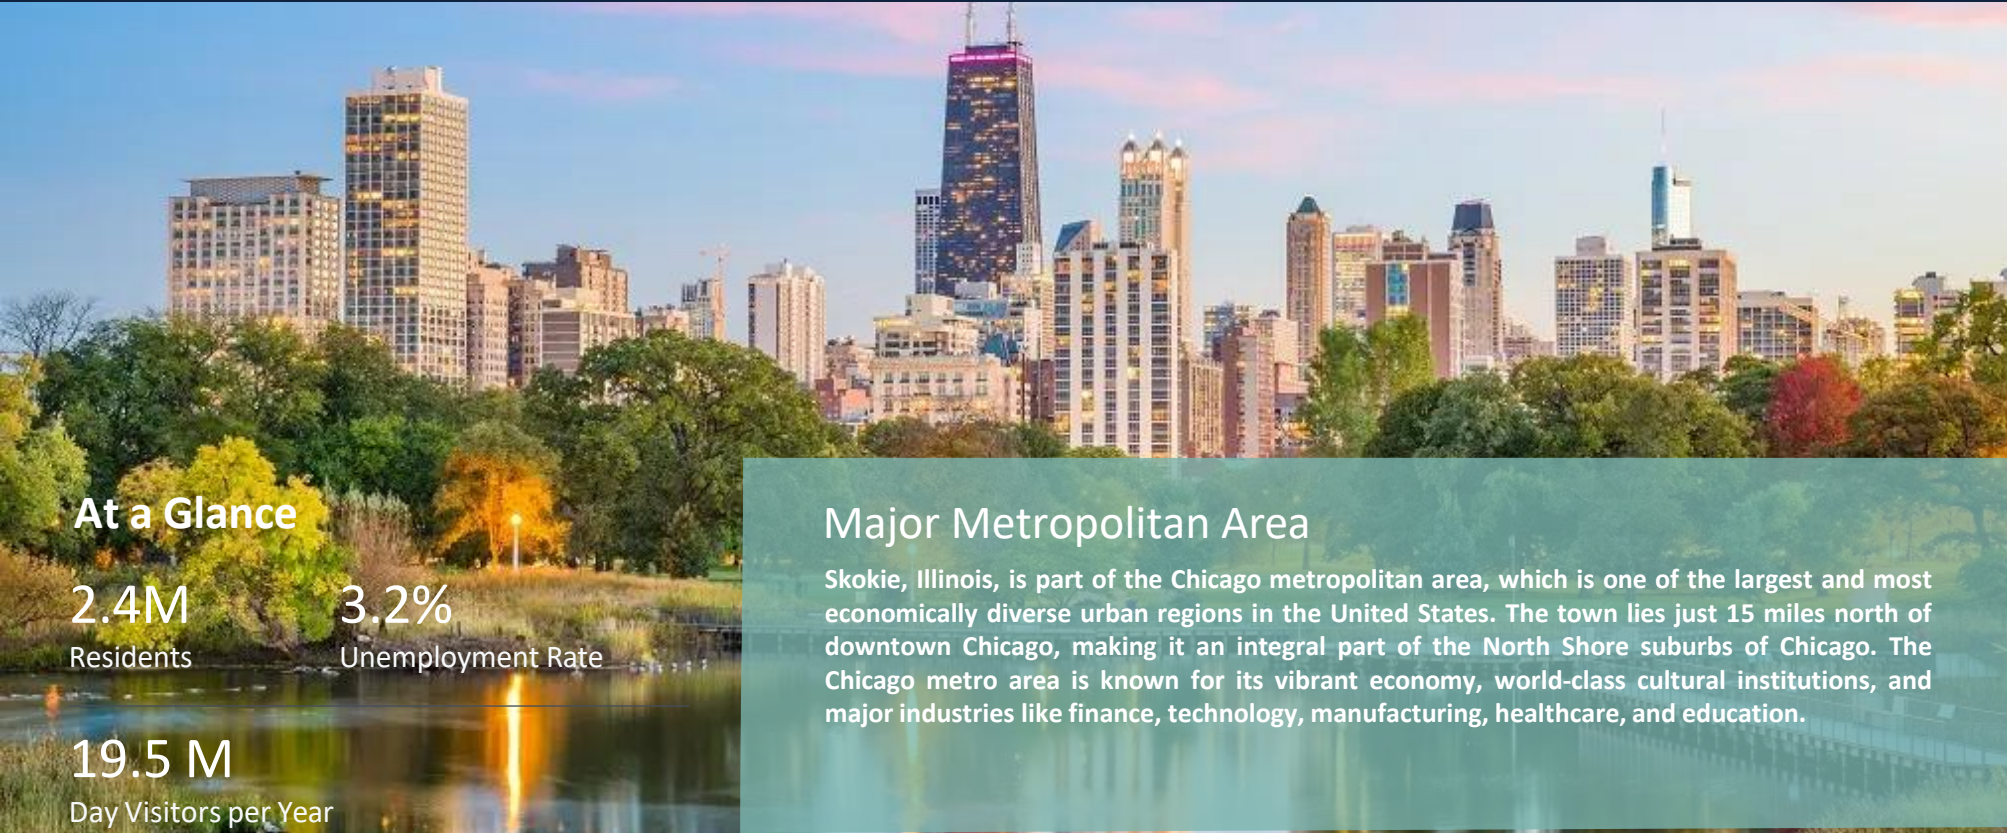 At a Glance
2.4M
Residents
3.2%
Unemployment Rate
19.5 M
Day Visitors per Year
Major Metropolitan Area
Skokie, Illinois, is part of the Chicago metropolitan area, which is one of the largest and most
economically diverse urban regions in the United States. The town lies just 15 miles north of
downtown Chicago, making it an integral part of the North Shore suburbs of Chicago. The
Chicago metro area is known for its vibrant economy, world-class cultural institutions, and
major industries like finance, technology, manufacturing, healthcare, and education.